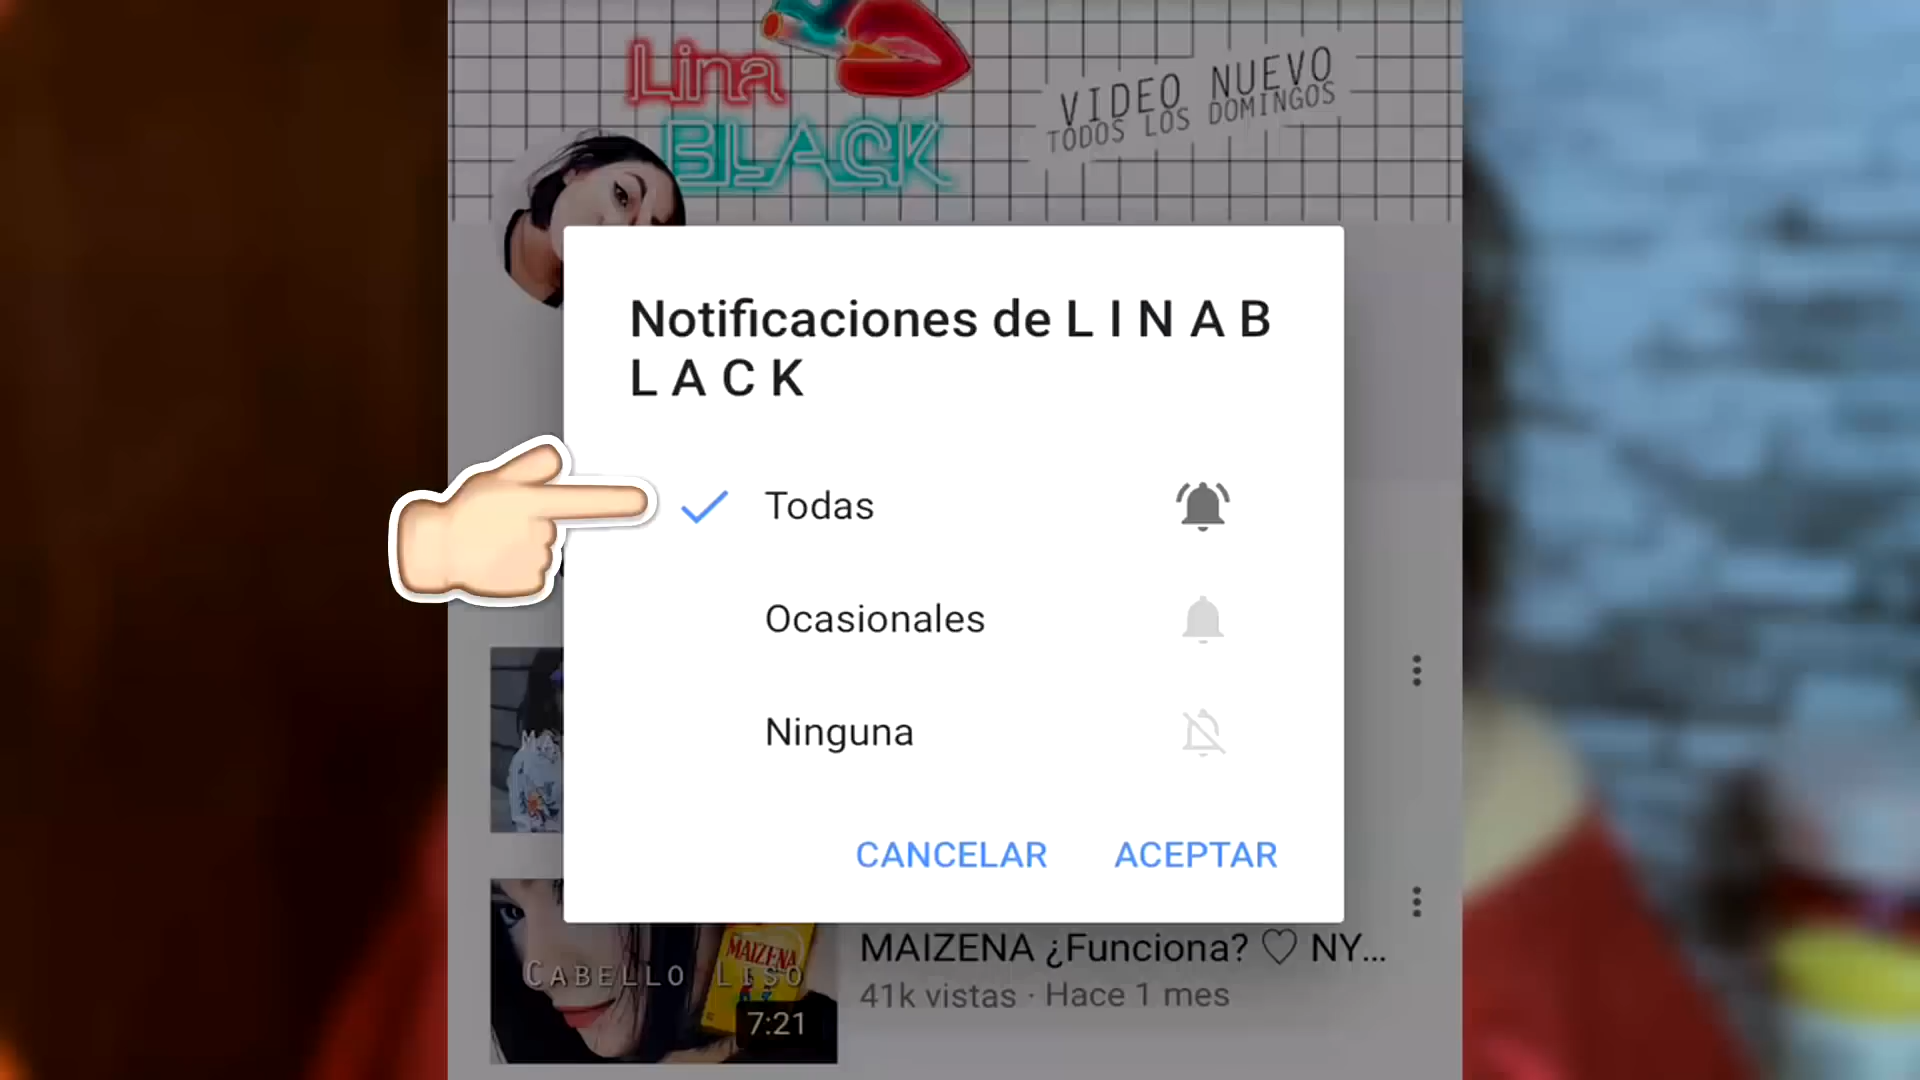 Lina
BLACK
VIDEO NUEVO
TODOS LOS DOMINGOS
Notificaciones de L I N A B
L A C K
Todas
Ocasionales
Ninguna
CANCELAR ACEPTAR
MA
MAIZENA
CABELLO LISO
7:21
MAIZENA ¿Funciona? ♡ NY...
41k vistas · Hace 1 mes